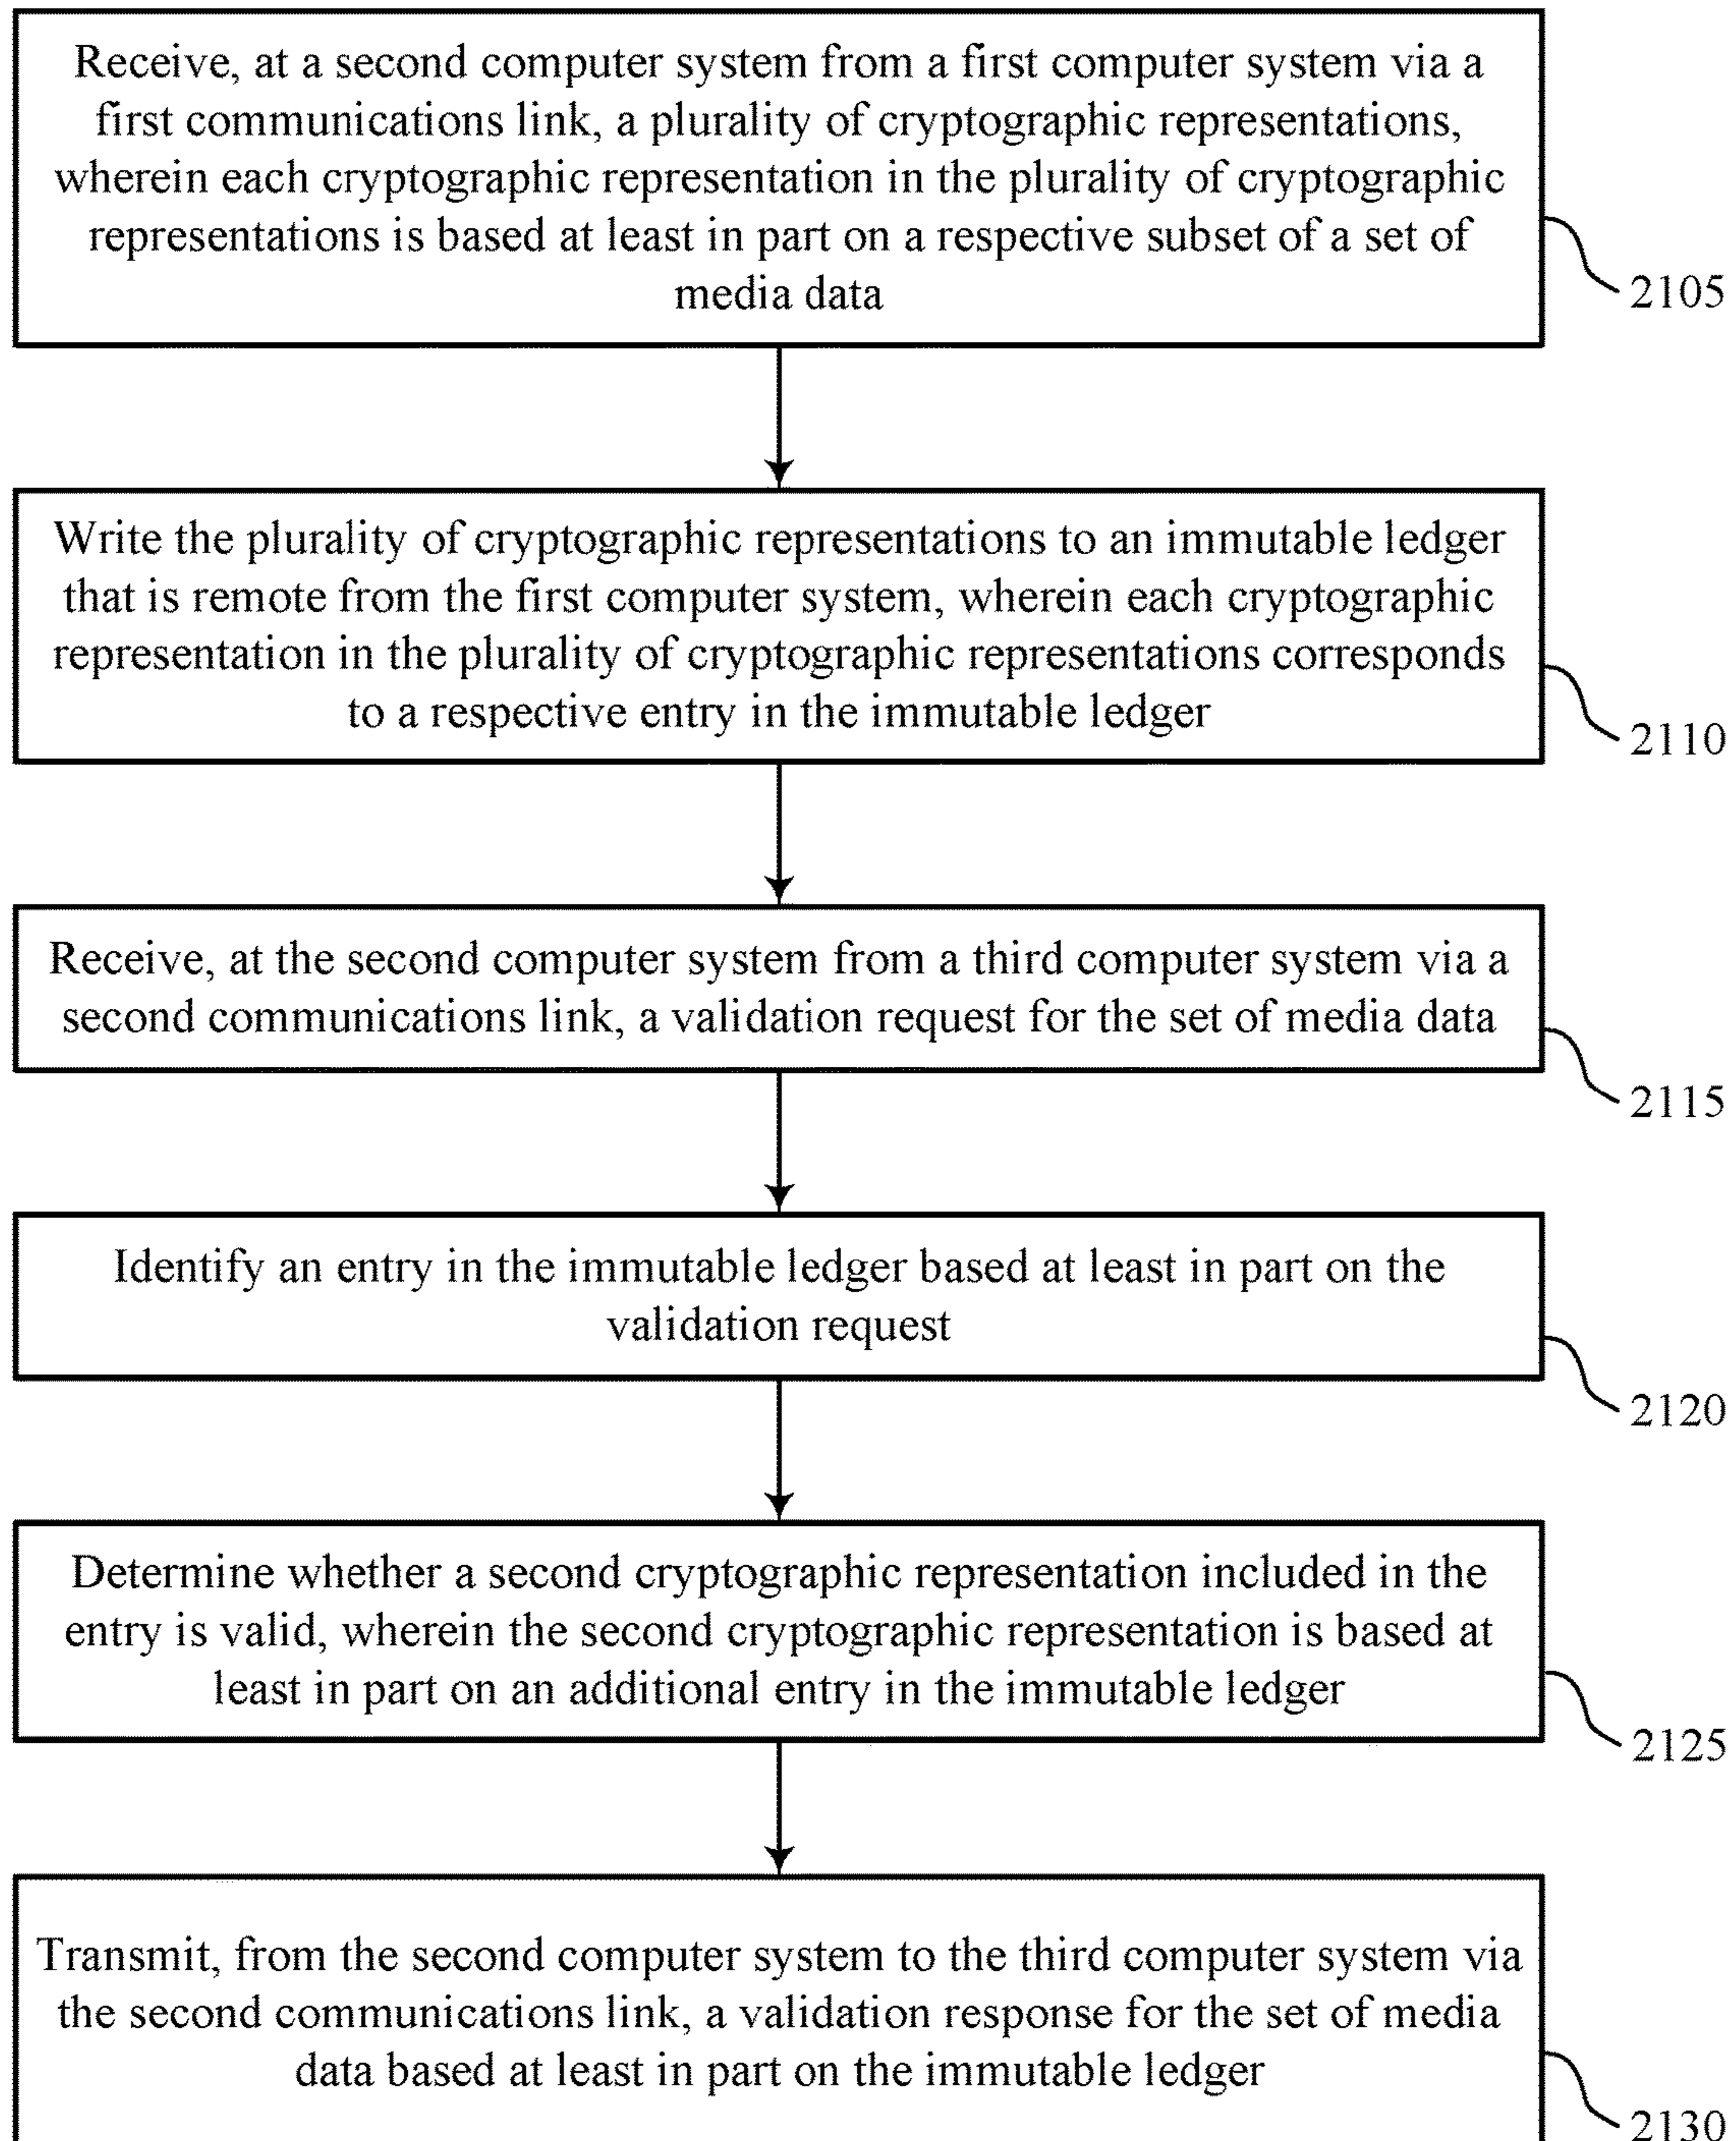 Receive, at a second computer system from a first computer system via a
first communications link, a plurality of cryptographic representations,
wherein each cryptographic representation in the plurality of cryptographic
representations is based at least in part on a respective subset of a set of
media data
2105
Write the plurality of cryptographic representations to an immutable ledger
that is remote from the first computer system, wherein each cryptographic
representation in the plurality of cryptographic representations corresponds
to a respective entry in the immutable ledger
2110
Receive, at the second computer system from a third computer system via a
second communications link, a validation request for the set of media data
2115
Identify an entry in the immutable ledger based at least in part on the
validation request
2120
Determine whether a second cryptographic representation included in the
entry is valid, wherein the second cryptographic representation is based at
least in part on an additional entry in the immutable ledger
2125
Transmit, from the second computer system to the third computer system via
the second communications link, a validation response for the set of media
data based at least in part on the immutable ledger
2130